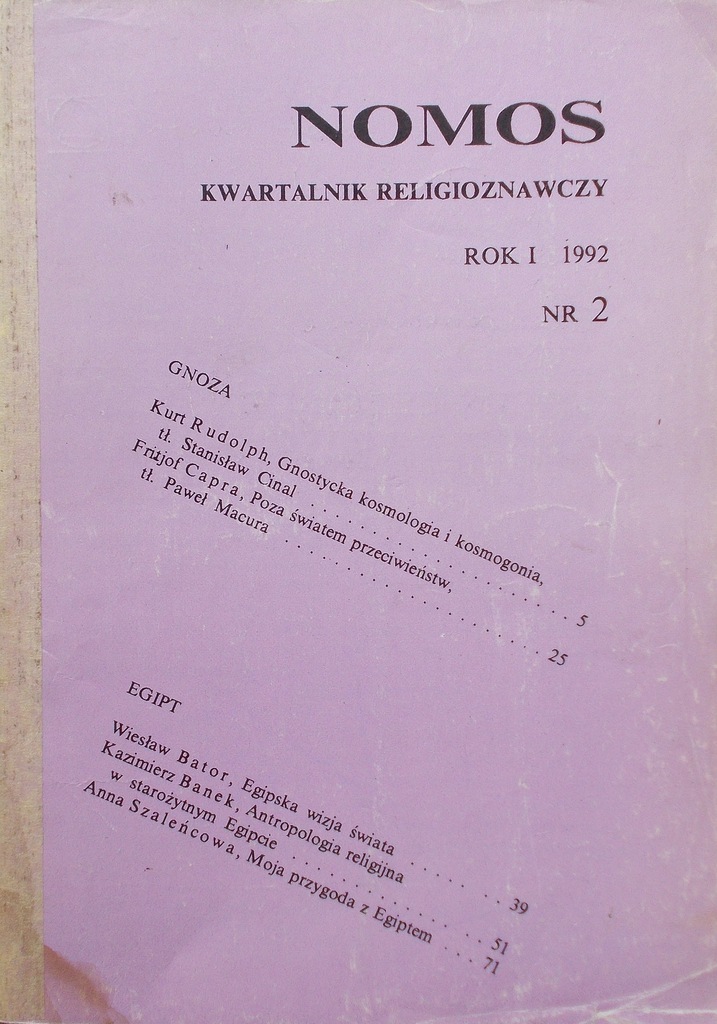 NOMOS
KWARTALNIK RELIGIOZNAWCZY
ROK I 1992
NR 2
GNOZA
Kurt Rudolph, Gnostycka kosmologia i kosmogonia,
tł. Stanisław Cinal . . . . . . . . . . . . . . . . . . . . 5
Fritjof Capra, Poza światem przeciwieństw,
tł. Paweł Macura . . . . . . . . . . . . . . . . . . . . 25
EGIPT
Wiesław Bator, Egipska wizja świata . . . . . . . 39
Kazimierz Banek, Antropologia religijna
w starożytnym Egipcie . . . . . . . . . . . . . . 51
Anna Szaleńcowa, Moja przygoda z Egiptem . . . 71